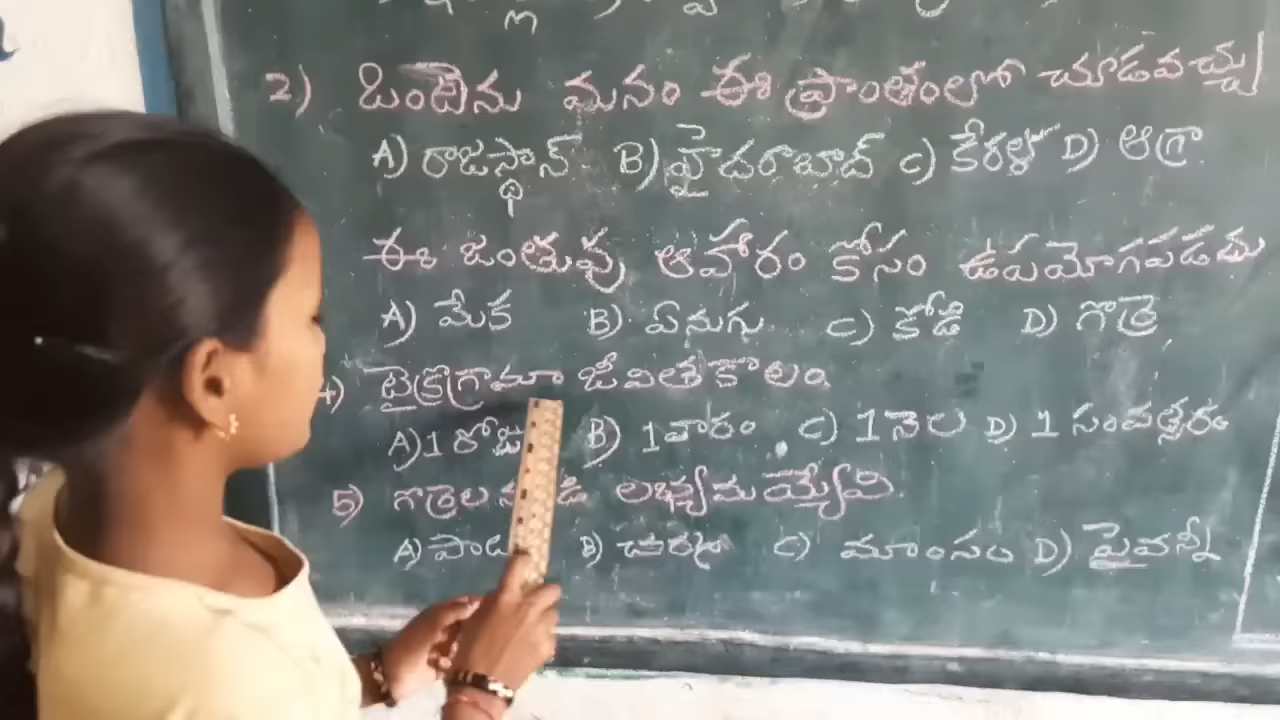 2) ఒంటెను మనం ఈ ప్రాంతంలో చూడవచ్చు
A) రాజస్థాన్ B) హైదరాబాద్ C) కేరళ D) ఆగ్రా
ఈ జంతువు ఆహారం కోసం ఉపయోగపడదు
A) మేక B) ఏనుగు C) కోడి D) గొర్రె
4) ట్రైకోగ్రామా జీవితకాలం
A) 1 రోజు B) 1 వారం C) 1 నెల D) 1 సంవత్సరం
5) గొర్రెల లభ్యమయ్యేవి
A) B) చర్మం C) మాంసం D) పైవన్నీ